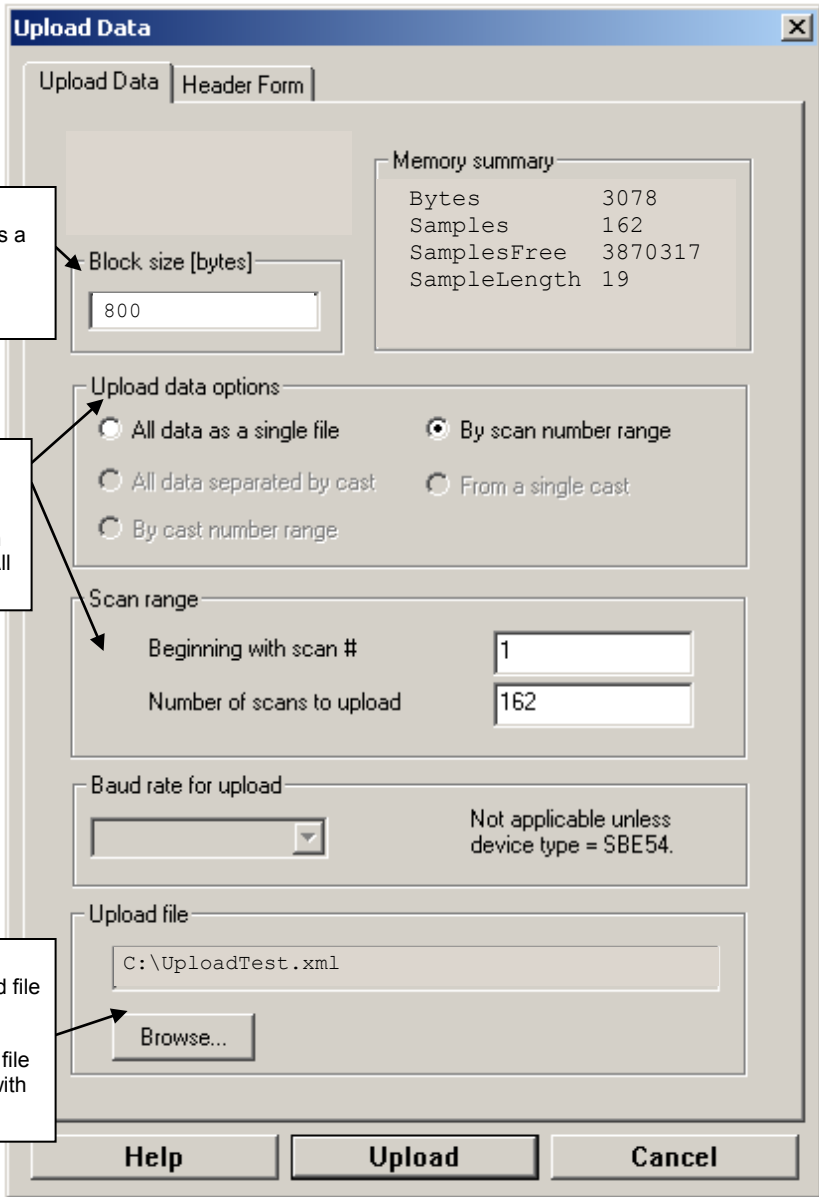 Upload Data
Upload Data Header Form
Memory summary
Bytes 3078
Samples 162
SamplesFree 3870317
SampleLength 19
s a
Block size [bytes]
800
Upload data options
All data as a single file By scan number range
All data separated by cast From a single cast
By cast number range
ll
Scan range
Beginning with scan # 1
Number of scans to upload 162
Baud rate for upload
Not applicable unless
device type = SBE54.
Upload file
C:\UploadTest.xml
d file
Browse...
file
with
Help Upload Cancel